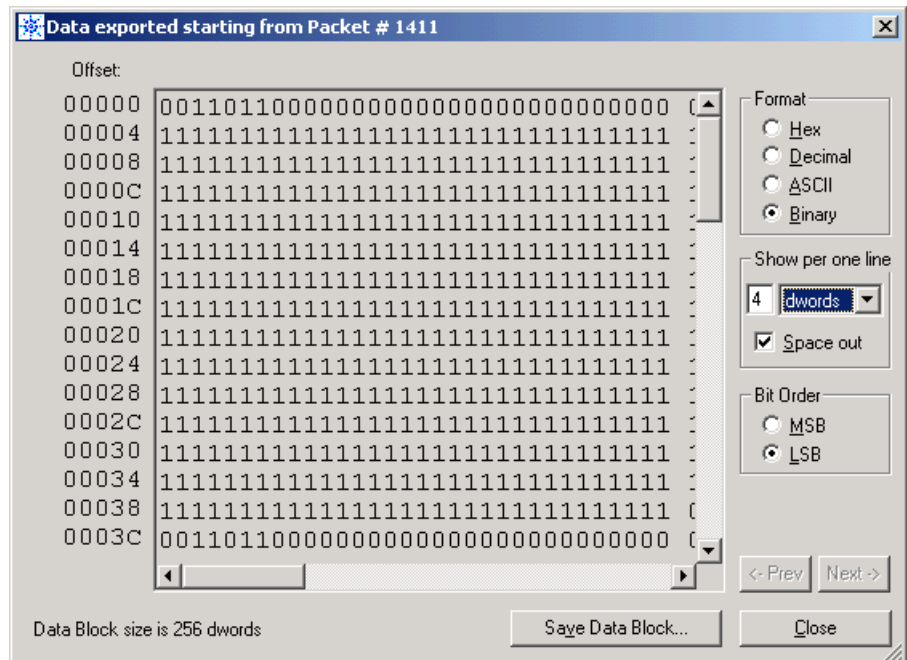 Data exported starting from Packet # 1411
Offset:
00000 00110110000000000000000000000000
00004 11111111111111111111111111111111
00008 11111111111111111111111111111111
0000C 11111111111111111111111111111111
00010 11111111111111111111111111111111
00014 11111111111111111111111111111111
00018 11111111111111111111111111111111
0001C 11111111111111111111111111111111
00020 11111111111111111111111111111111
00024 11111111111111111111111111111111
00028 11111111111111111111111111111111
0002C 11111111111111111111111111111111
00030 11111111111111111111111111111111
00034 11111111111111111111111111111111
00038 11111111111111111111111111111111
0003C 00110110000000000000000000000000
Format
Hex
Decimal
ASCII
Binary
Show per one line
4 dwords
Space out
Bit Order
MSB
LSB
<- Prev Next ->
Data Block size is 256 dwords
Save Data Block...
Close